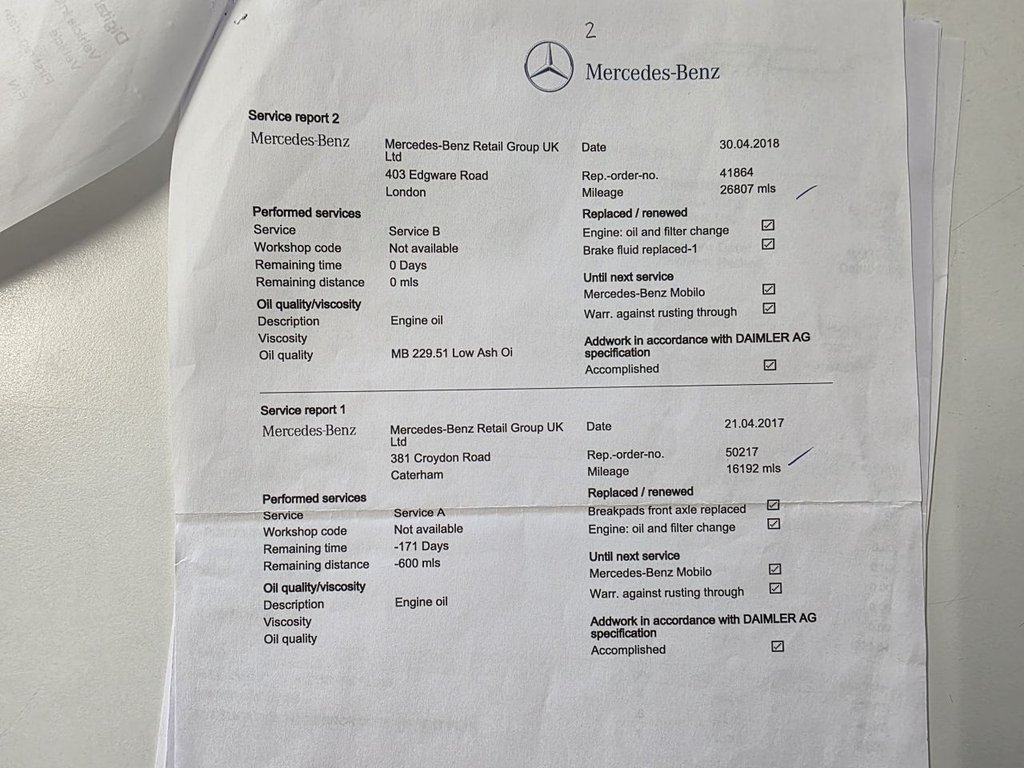 2
Mercedes-Benz
Service report 2
Mercedes-Benz
Mercedes-Benz Retail Group UK
Ltd
403 Edgware Road
London
Date 30.04.2018
Rep.-order-no. 41864
Mileage 26807 mls
Performed services
Service Service B
Workshop code Not available
Remaining time 0 Days
Remaining distance 0 mls
Oil quality/viscosity
Description Engine oil
Viscosity
Oil quality MB 229.51 Low Ash Oi
Replaced / renewed
Engine: oil and filter change ☑
Brake fluid replaced-1 ☑
Until next service
Mercedes-Benz Mobilo ☑
Warr. against rusting through ☑
Addwork in accordance with DAIMLER AG
specification
Accomplished ☑
Service report 1
Mercedes-Benz
Mercedes-Benz Retail Group UK
Ltd
381 Croydon Road
Caterham
Date 21.04.2017
Rep.-order-no. 50217
Mileage 16192 mls
Performed services
Service Service A
Workshop code Not available
Remaining time -171 Days
Remaining distance -600 mls
Oil quality/viscosity
Description Engine oil
Viscosity
Oil quality
Replaced / renewed
Breakpads front axle replaced ☑
Engine: oil and filter change ☑
Until next service
Mercedes-Benz Mobilo ☑
Warr. against rusting through ☑
Addwork in accordance with DAIMLER AG
specification
Accomplished ☑